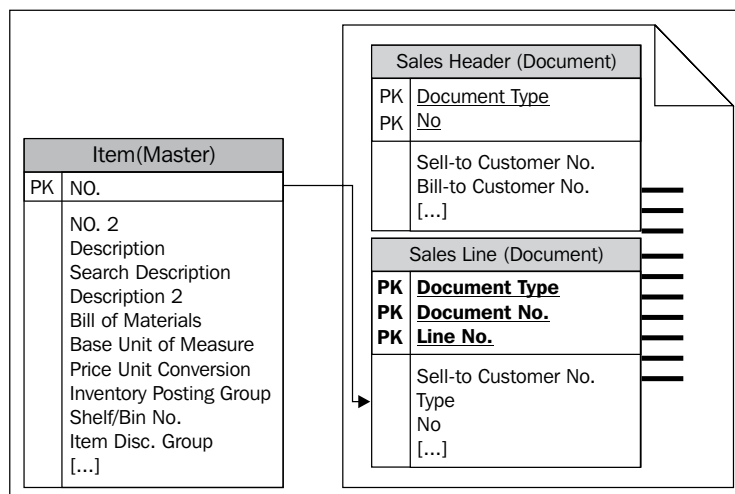 Item(Master)
PK NO.
NO. 2
Description
Search Description
Description 2
Bill of Materials
Base Unit of Measure
Price Unit Conversion
Inventory Posting Group
Shelf/Bin No.
Item Disc. Group
[...]
Sales Header (Document)
PK Document Type
PK No
Sell-to Customer No.
Bill-to Customer No.
[...]
Sales Line (Document)
PK Document Type
PK Document No.
PK Line No.
Sell-to Customer No.
Type
No
[...]